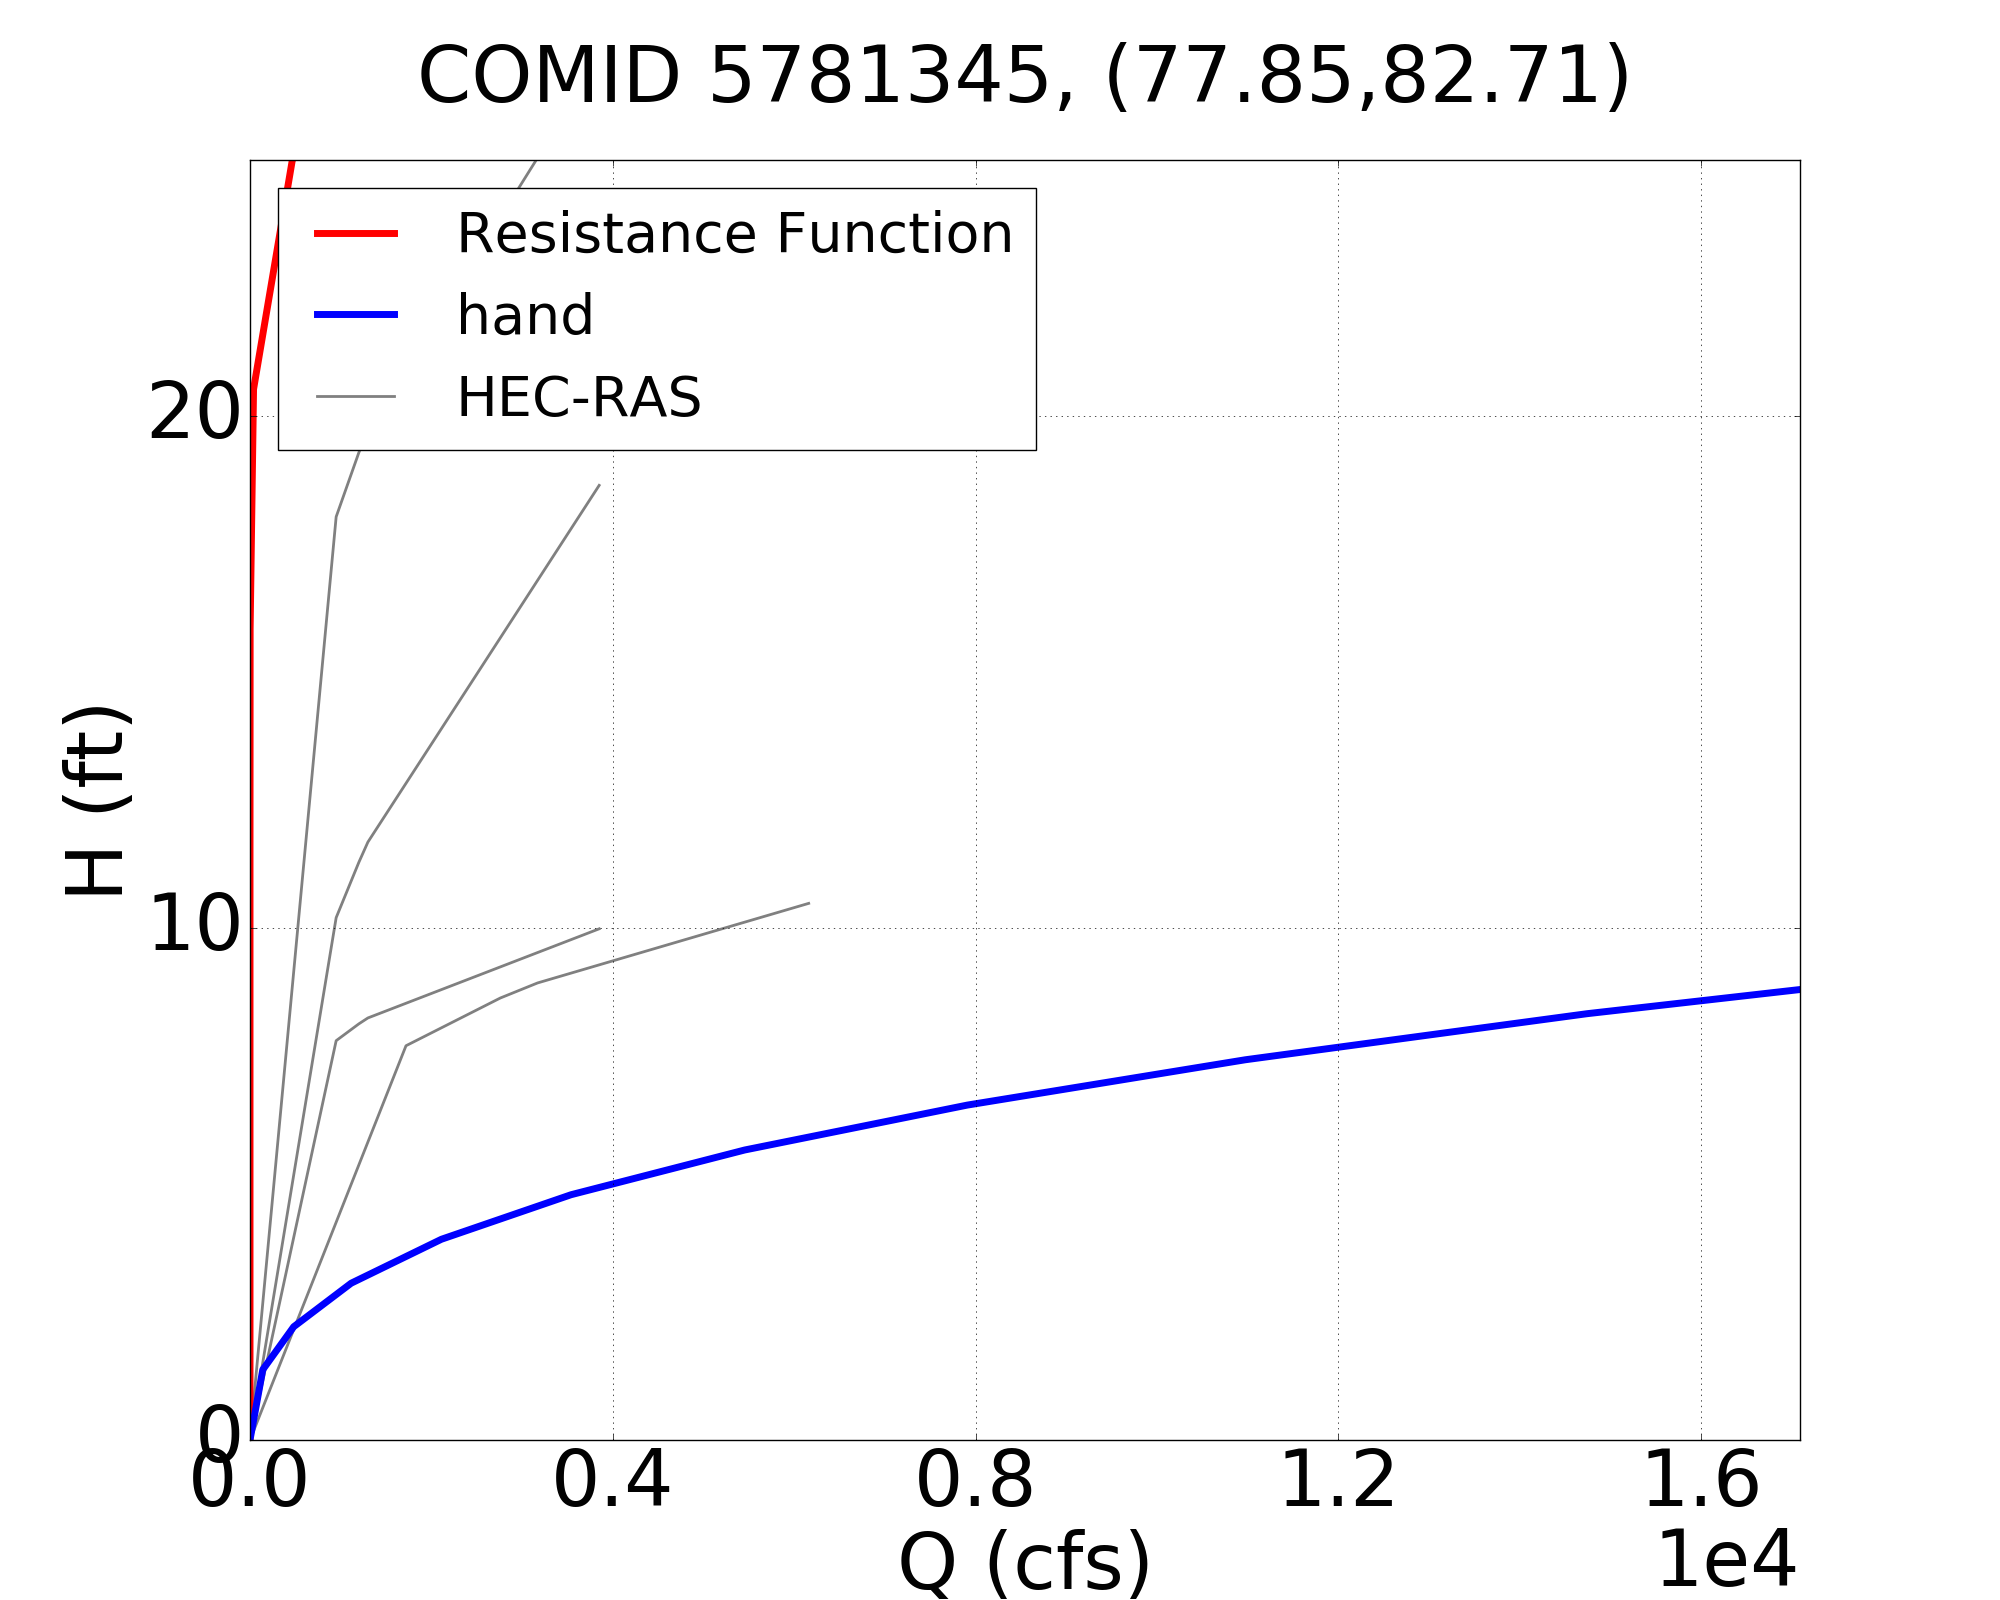 COMID 5781345, (77.85,82.71)
Resistance Function
hand
HEC-RAS
20
10
0
H (ft)
0.0 0.4 0.8 1.2 1.6
1e4
Q (cfs)